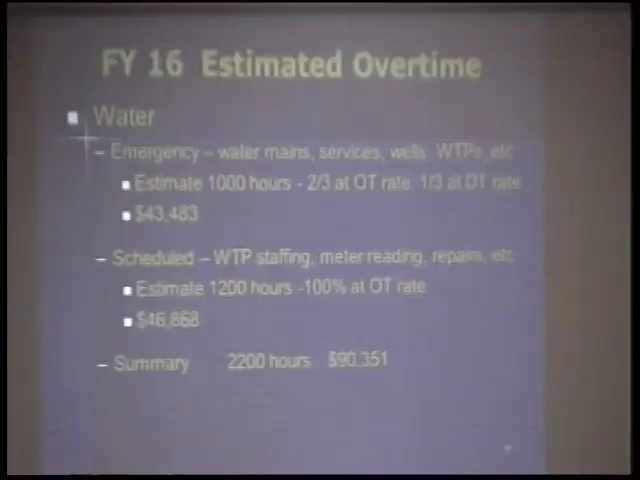 FY 16 Estimated Overtime
Water
– Emergency – water mains, services, wells, WTPs, etc
Estimate 1000 hours - 2/3 at OT rate, 1/3 at DT rate
$43,483
– Scheduled – WTP staffing, meter reading, repairs, etc
Estimate 1200 hours -100% at OT rate
$46,868
– Summary 2200 hours $90,351